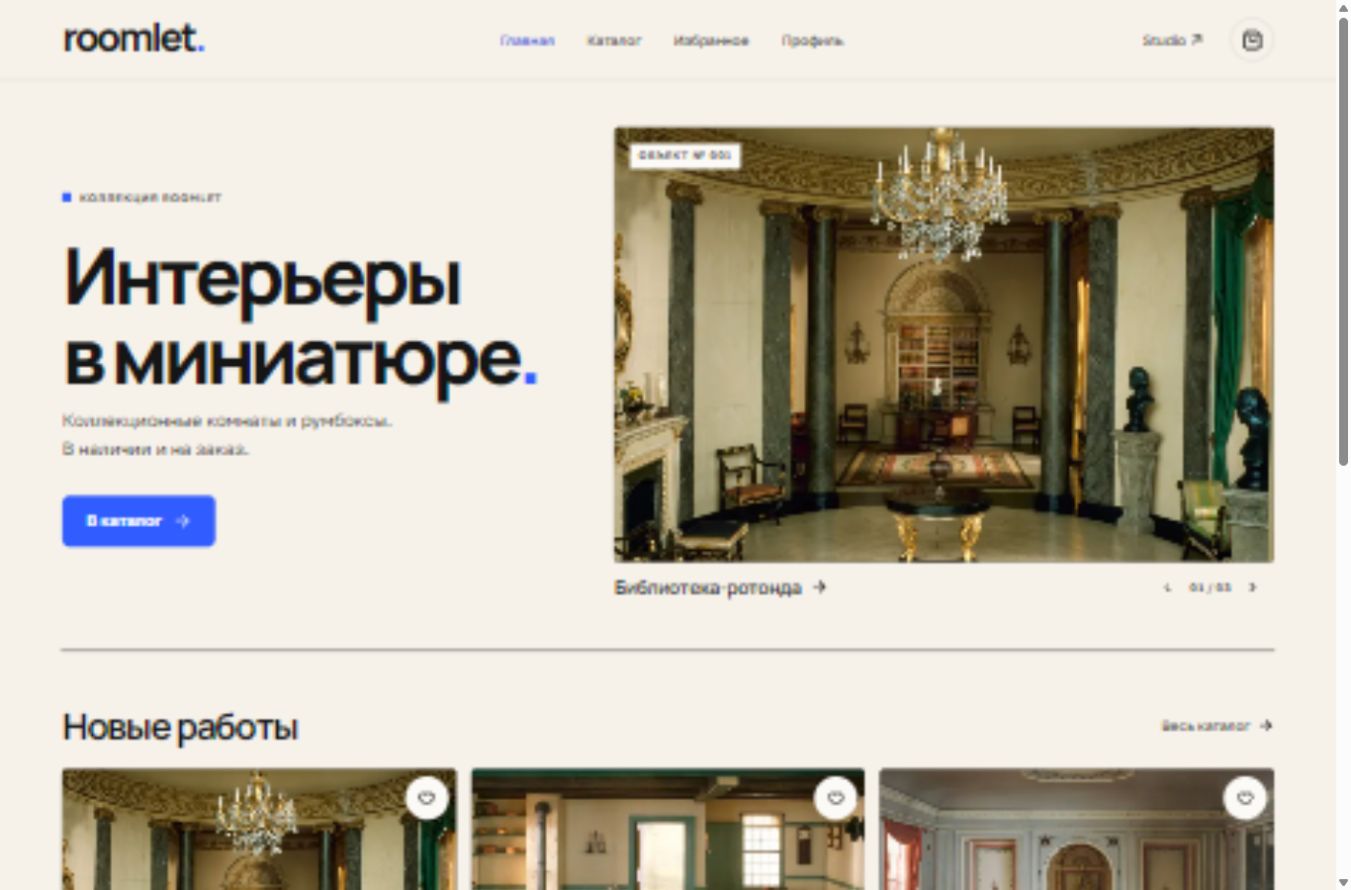 roomlet.
Главная
Каталог
Избранное
Профиль
Studio
КОЛЛЕКЦИЯ ROOMLET
Интерьеры
в миниатюре.
Коллекционные комнаты и румбоксы.
В наличии и на заказ.
В каталог →
ОБЪЕКТ № 001
Библиотека-ротонда →
01 / 03
Новые работы
Весь каталог →